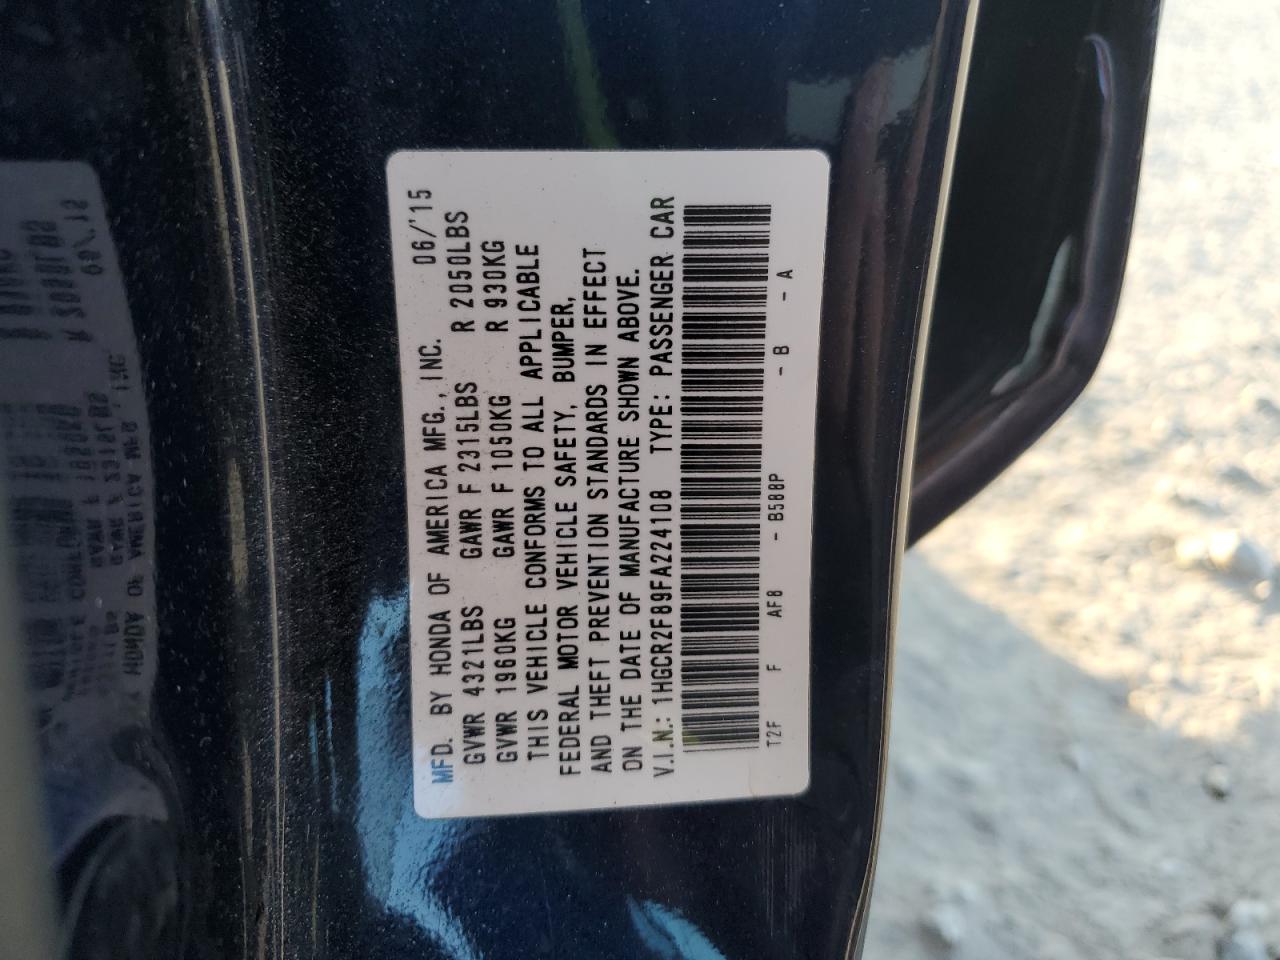 MFD. BY HONDA OF AMERICA MFG., INC. 06/'15
GVWR 4321LBS GAWR F 2315LBS R 2050LBS
GVWR 1960KG GAWR F 1050KG R 930KG
THIS VEHICLE CONFORMS TO ALL APPLICABLE
FEDERAL MOTOR VEHICLE SAFETY, BUMPER,
AND THEFT PREVENTION STANDARDS IN EFFECT
ON THE DATE OF MANUFACTURE SHOWN ABOVE.
V.I.N.: 1HGCR2F89FA224108 TYPE: PASSENGER CAR
T2F F AF8 - B588P - B - A